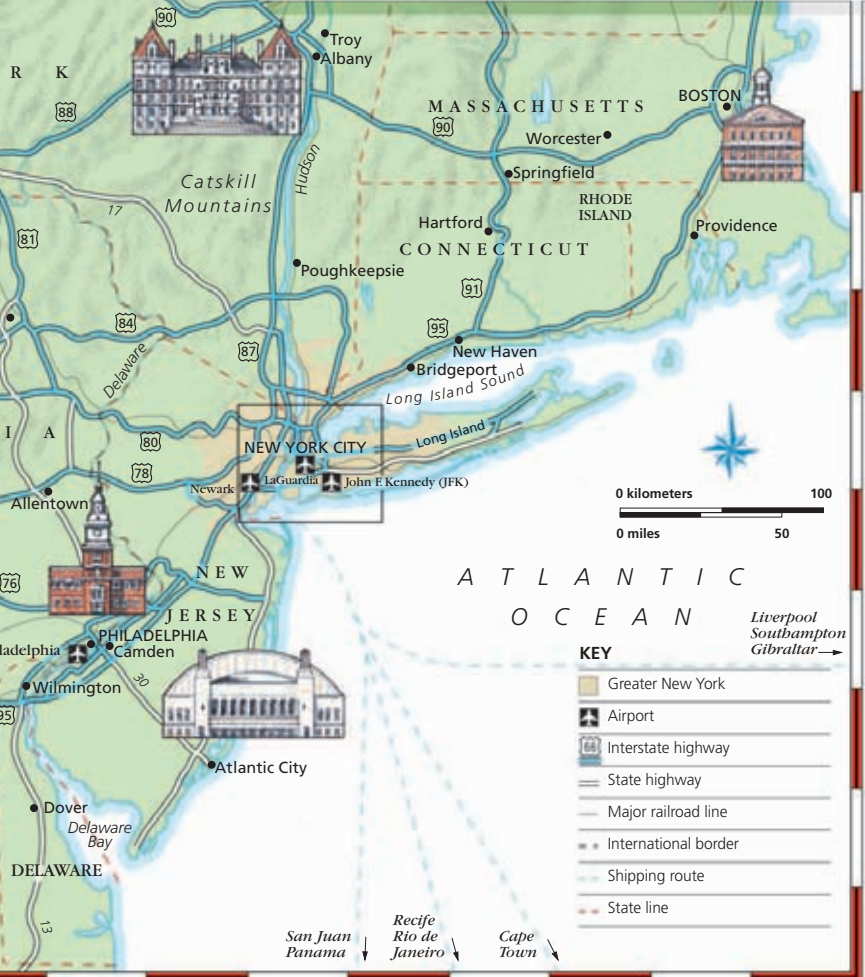 90
Troy
Albany
R K
88
MASSACHUSETTS
BOSTON
90
Worcester
Springfield
Hudson
Catskill
Mountains
17
RHODE
ISLAND
Hartford
Providence
81
CONNECTICUT
Poughkeepsie
91
84
95
87
New Haven
Bridgeport
Delaware
Long Island Sound
I A
80
NEW YORK CITY
Long Island
78
Newark
LaGuardia
John F. Kennedy (JFK)
Allentown
0 kilometers 100
0 miles 50
76
NEW
JERSEY
ATLANTIC
OCEAN
Liverpool
Southampton
Gibraltar
PHILADELPHIA
ladelphia
Camden
Wilmington
30
95
Atlantic City
Dover
Delaware
Bay
DELAWARE
13
KEY
Greater New York
Airport
66
Interstate highway
State highway
Major railroad line
International border
Shipping route
State line
San Juan
Panama
Recife
Rio de
Janeiro
Cape
Town